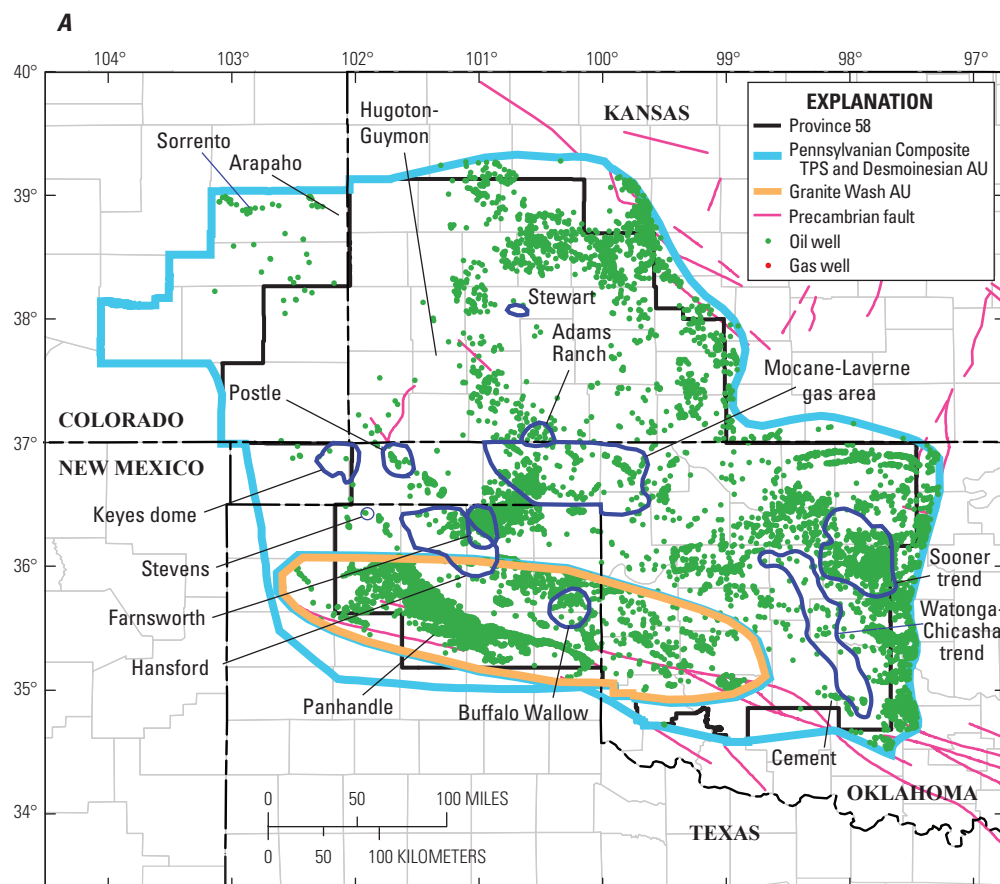 A
104° 103° 102° 101° 100° 99° 98° 97°
40°
39°
38°
37°
36°
35°
34°
EXPLANATION
Province 58
Pennsylvanian Composite
TPS and Desmoinesian AU
Granite Wash AU
Precambrian fault
Oil well
Gas well
KANSAS
Hugoton-
Guymon
Sorrento
Arapaho
Stewart
Adams
Ranch
Mocane-Laverne
gas area
Postle
COLORADO
NEW MEXICO
Keyes dome
Stevens
Farnsworth
Hansford
Panhandle
Buffalo Wallow
Sooner
trend
Watonga-
Chicasha
trend
Cement
OKLAHOMA
TEXAS
0 50 100 MILES
0 50 100 KILOMETERS